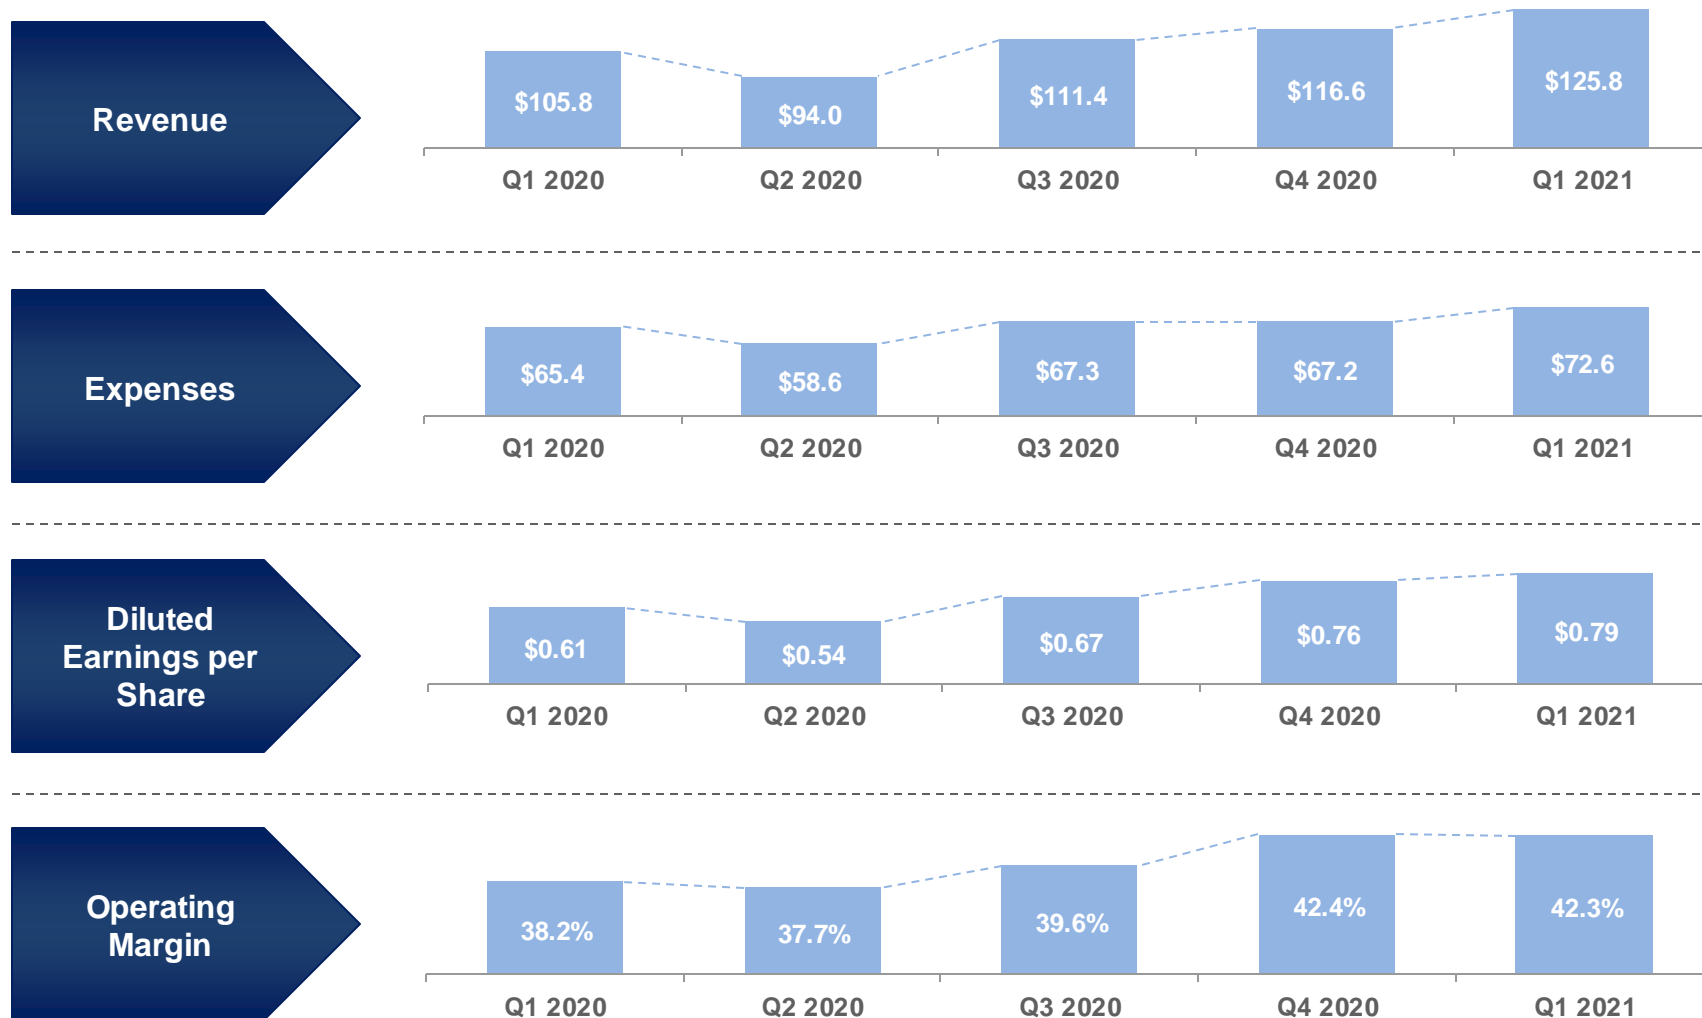 Revenue
$105.8
$94.0
$111.4
$116.6
$125.8
Q1 2020
Q2 2020
Q3 2020
Q4 2020
Q1 2021
Expenses
$65.4
$58.6
$67.3
$67.2
$72.6
Q1 2020
Q2 2020
Q3 2020
Q4 2020
Q1 2021
Diluted
Earnings per
Share
$0.61
$0.54
$0.67
$0.76
$0.79
Q1 2020
Q2 2020
Q3 2020
Q4 2020
Q1 2021
Operating
Margin
38.2%
37.7%
39.6%
42.4%
42.3%
Q1 2020
Q2 2020
Q3 2020
Q4 2020
Q1 2021